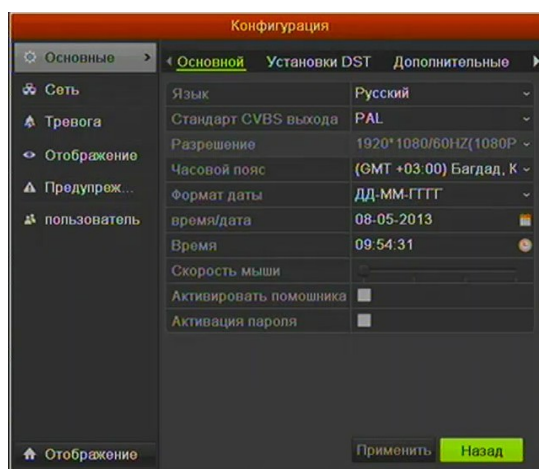 Конфигурация
Основные
Основной Установки DST Дополнительные
Сеть
Тревога
Отображение
Предупреж...
пользователь
Язык Русский
Стандарт CVBS выхода PAL
Разрешение 1920*1080/60HZ(1080P
Часовой пояс (GMT +03:00) Багдад, К
Формат даты ДД-ММ-ГГГГ
время/дата 08-05-2013
Время 09:54:31
Скорость мыши
Активировать помошника
Активация пароля
Отображение
Применить Назад